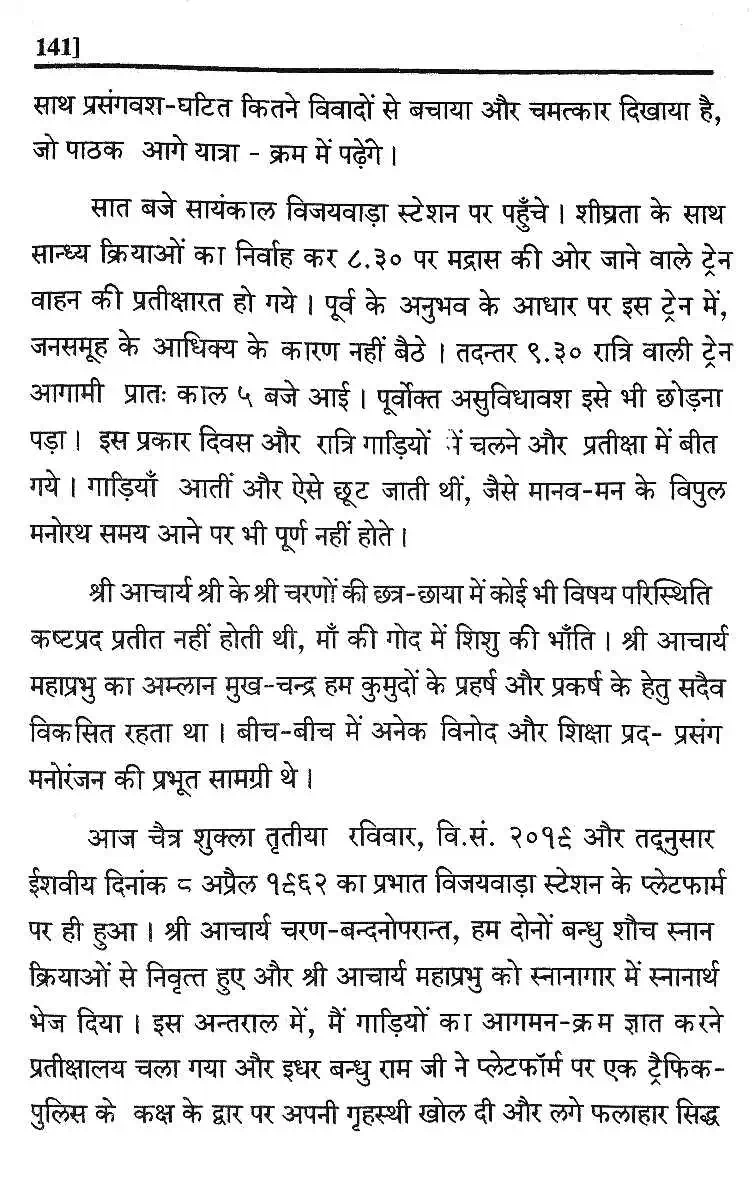 141]
साथ प्रसंगवश-घटित कितने विवादों से बचाया और चमत्कार दिखाया है,
जो पाठक आगे यात्रा - क्रम में पढ़ेंगे ।
सात बजे सायंकाल विजयवाड़ा स्टेशन पर पहुँचे । शीघ्रता के साथ
सान्ध्य क्रियाओं का निर्वाह कर ८.३० पर मद्रास की ओर जाने वाले ट्रेन
वाहन की प्रतीक्षारत हो गये । पूर्व के अनुभव के आधार पर इस ट्रेन में,
जनसमूह के आधिक्य के कारण नहीं बैठे । तदन्तर ९.३० रात्रि वाली ट्रेन
आगामी प्रातः काल ५ बजे आई । पूर्वोक्त असुविधावश इसे भी छोड़ना
पड़ा । इस प्रकार दिवस और रात्रि गाड़ियों में चलने और प्रतीक्षा में बीत
गये । गाड़ियाँ आतीं और ऐसे छूट जाती थीं, जैसे मानव-मन के विपुल
मनोरथ समय आने पर भी पूर्ण नहीं होते ।
श्री आचार्य श्री के श्री चरणों की छत्र-छाया में कोई भी विषय परिस्थिति
कष्टप्रद प्रतीत नहीं होती थी, माँ की गोद में शिशु की भाँति । श्री आचार्य
महाप्रभु का अम्लान मुख-चन्द्र हम कुमुदों के प्रहर्ष और प्रकर्ष के हेतु सदैव
विकसित रहता था । बीच-बीच में अनेक विनोद और शिक्षा प्रद- प्रसंग
मनोरंजन की प्रभूत सामग्री थे ।
आज चैत्र शुक्ला तृतीया रविवार, वि.सं. २०१९ और तद्नुसार
ईशवीय दिनांक ८ अप्रैल १९६२ का प्रभात विजयवाड़ा स्टेशन के प्लेटफार्म
पर ही हुआ । श्री आचार्य चरण-बन्दनोपरान्त, हम दोनों बन्धु शौच स्नान
क्रियाओं से निवृत्त हुए और श्री आचार्य महाप्रभु को स्नानागार में स्नानार्थ
भेज दिया । इस अन्तराल में, मैं गाड़ियों का आगमन-क्रम ज्ञात करने
प्रतीक्षालय चला गया और इधर बन्धु राम जी ने प्लेटफॉर्म पर एक ट्रैफिक-
पुलिस के कक्ष के द्वार पर अपनी गृहस्थी खोल दी और लगे फलाहार सिद्ध